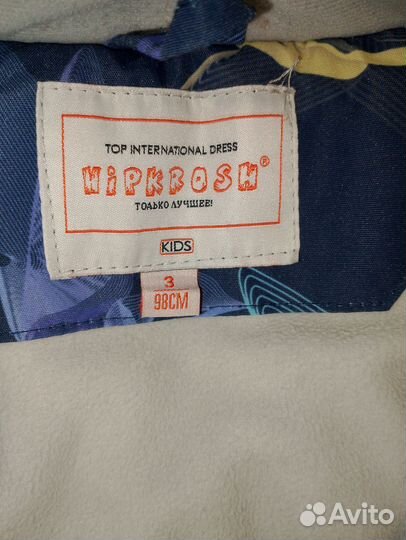 TOP INTERNATIONAL DRESS
HiPKROSH®
ТОЛЬКО ЛУЧШЕЕ!
KIDS
3
98CM
Avito